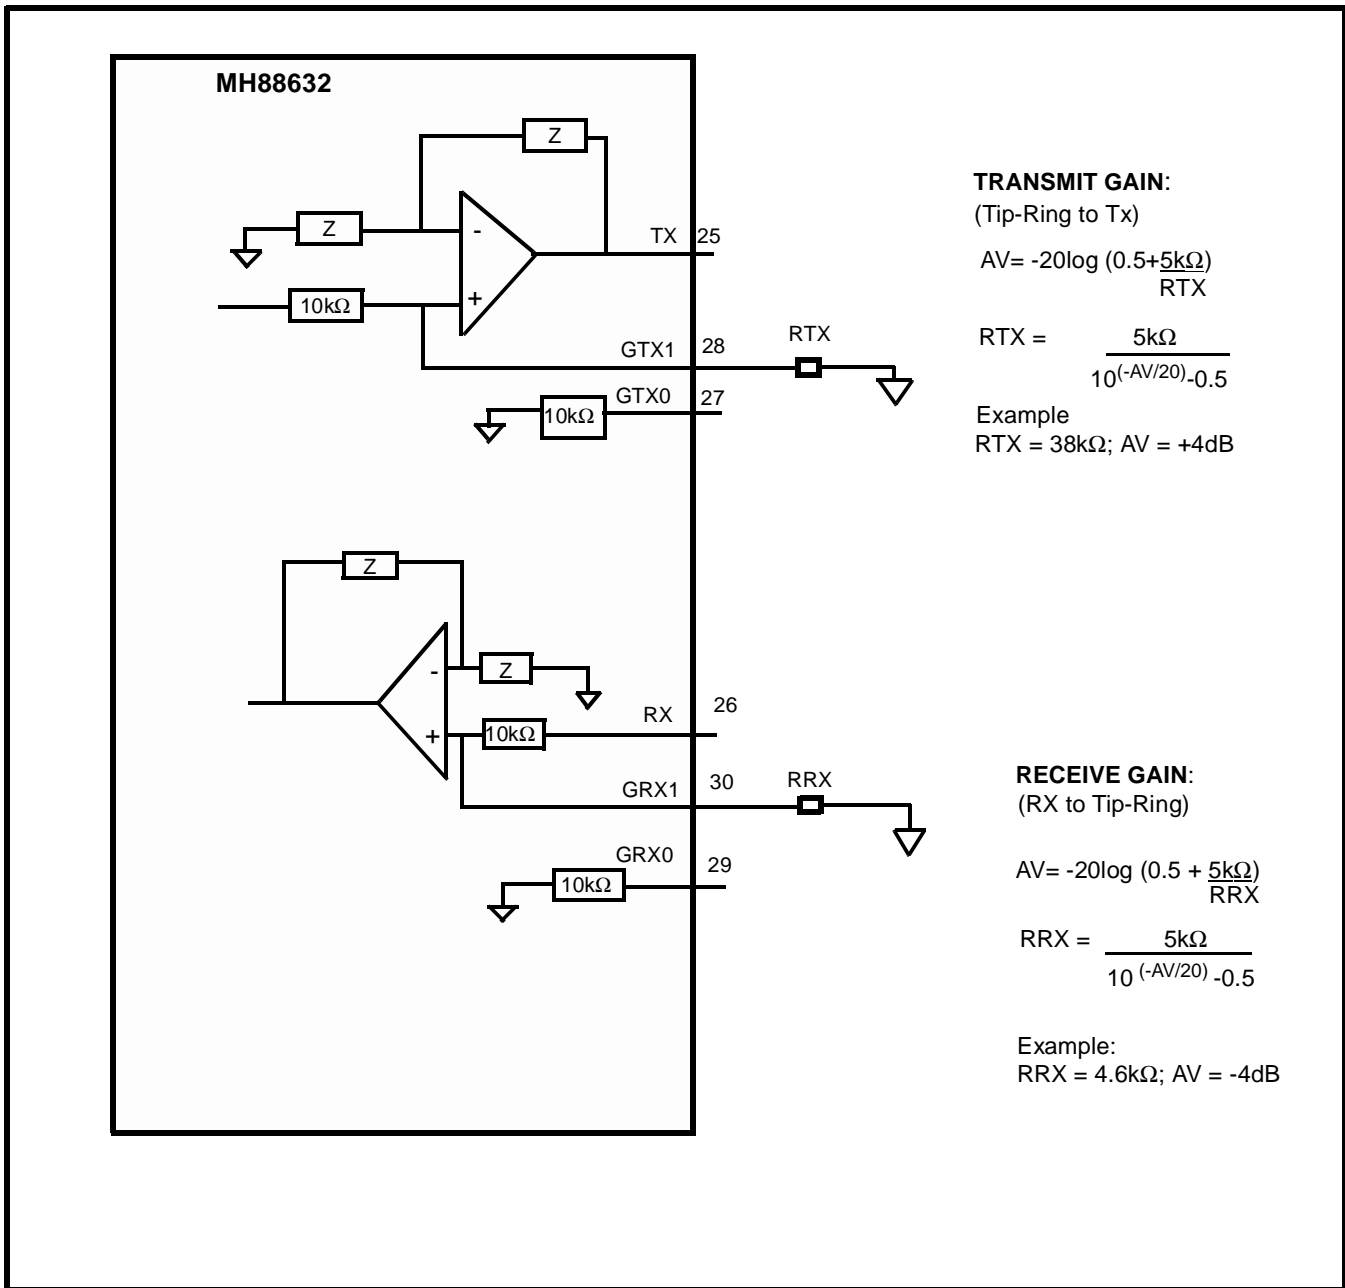 MH88632
Z
Z
-
+
10kΩ
TX 25
GTX1 28
RTX
GTX0 27
10kΩ
TRANSMIT GAIN:
(Tip-Ring to Tx)
AV= -20log (0.5+5kΩ)
RTX
RTX = 5kΩ
10(-AV/20)-0.5
Example
RTX = 38kΩ; AV = +4dB
Z
-
Z
+
10kΩ
RX 26
GRX1 30
RRX
GRX0 29
10kΩ
RECEIVE GAIN:
(RX to Tip-Ring)
AV= -20log (0.5 + 5kΩ)
RRX
RRX = 5kΩ
10 (-AV/20) -0.5
Example:
RRX = 4.6kΩ; AV = -4dB